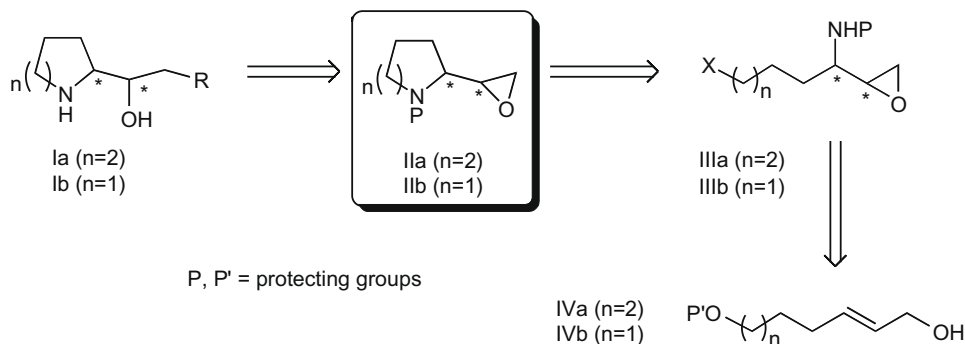 NHP
n
N
H
*
*
OH
R
n
N
P
*
*
O
X
n
*
*
O
Ia (n=2)
Ib (n=1)
IIa (n=2)
IIb (n=1)
IIIa (n=2)
IIIb (n=1)
P, P' = protecting groups
IVa (n=2)
IVb (n=1)
P'O
n
OH